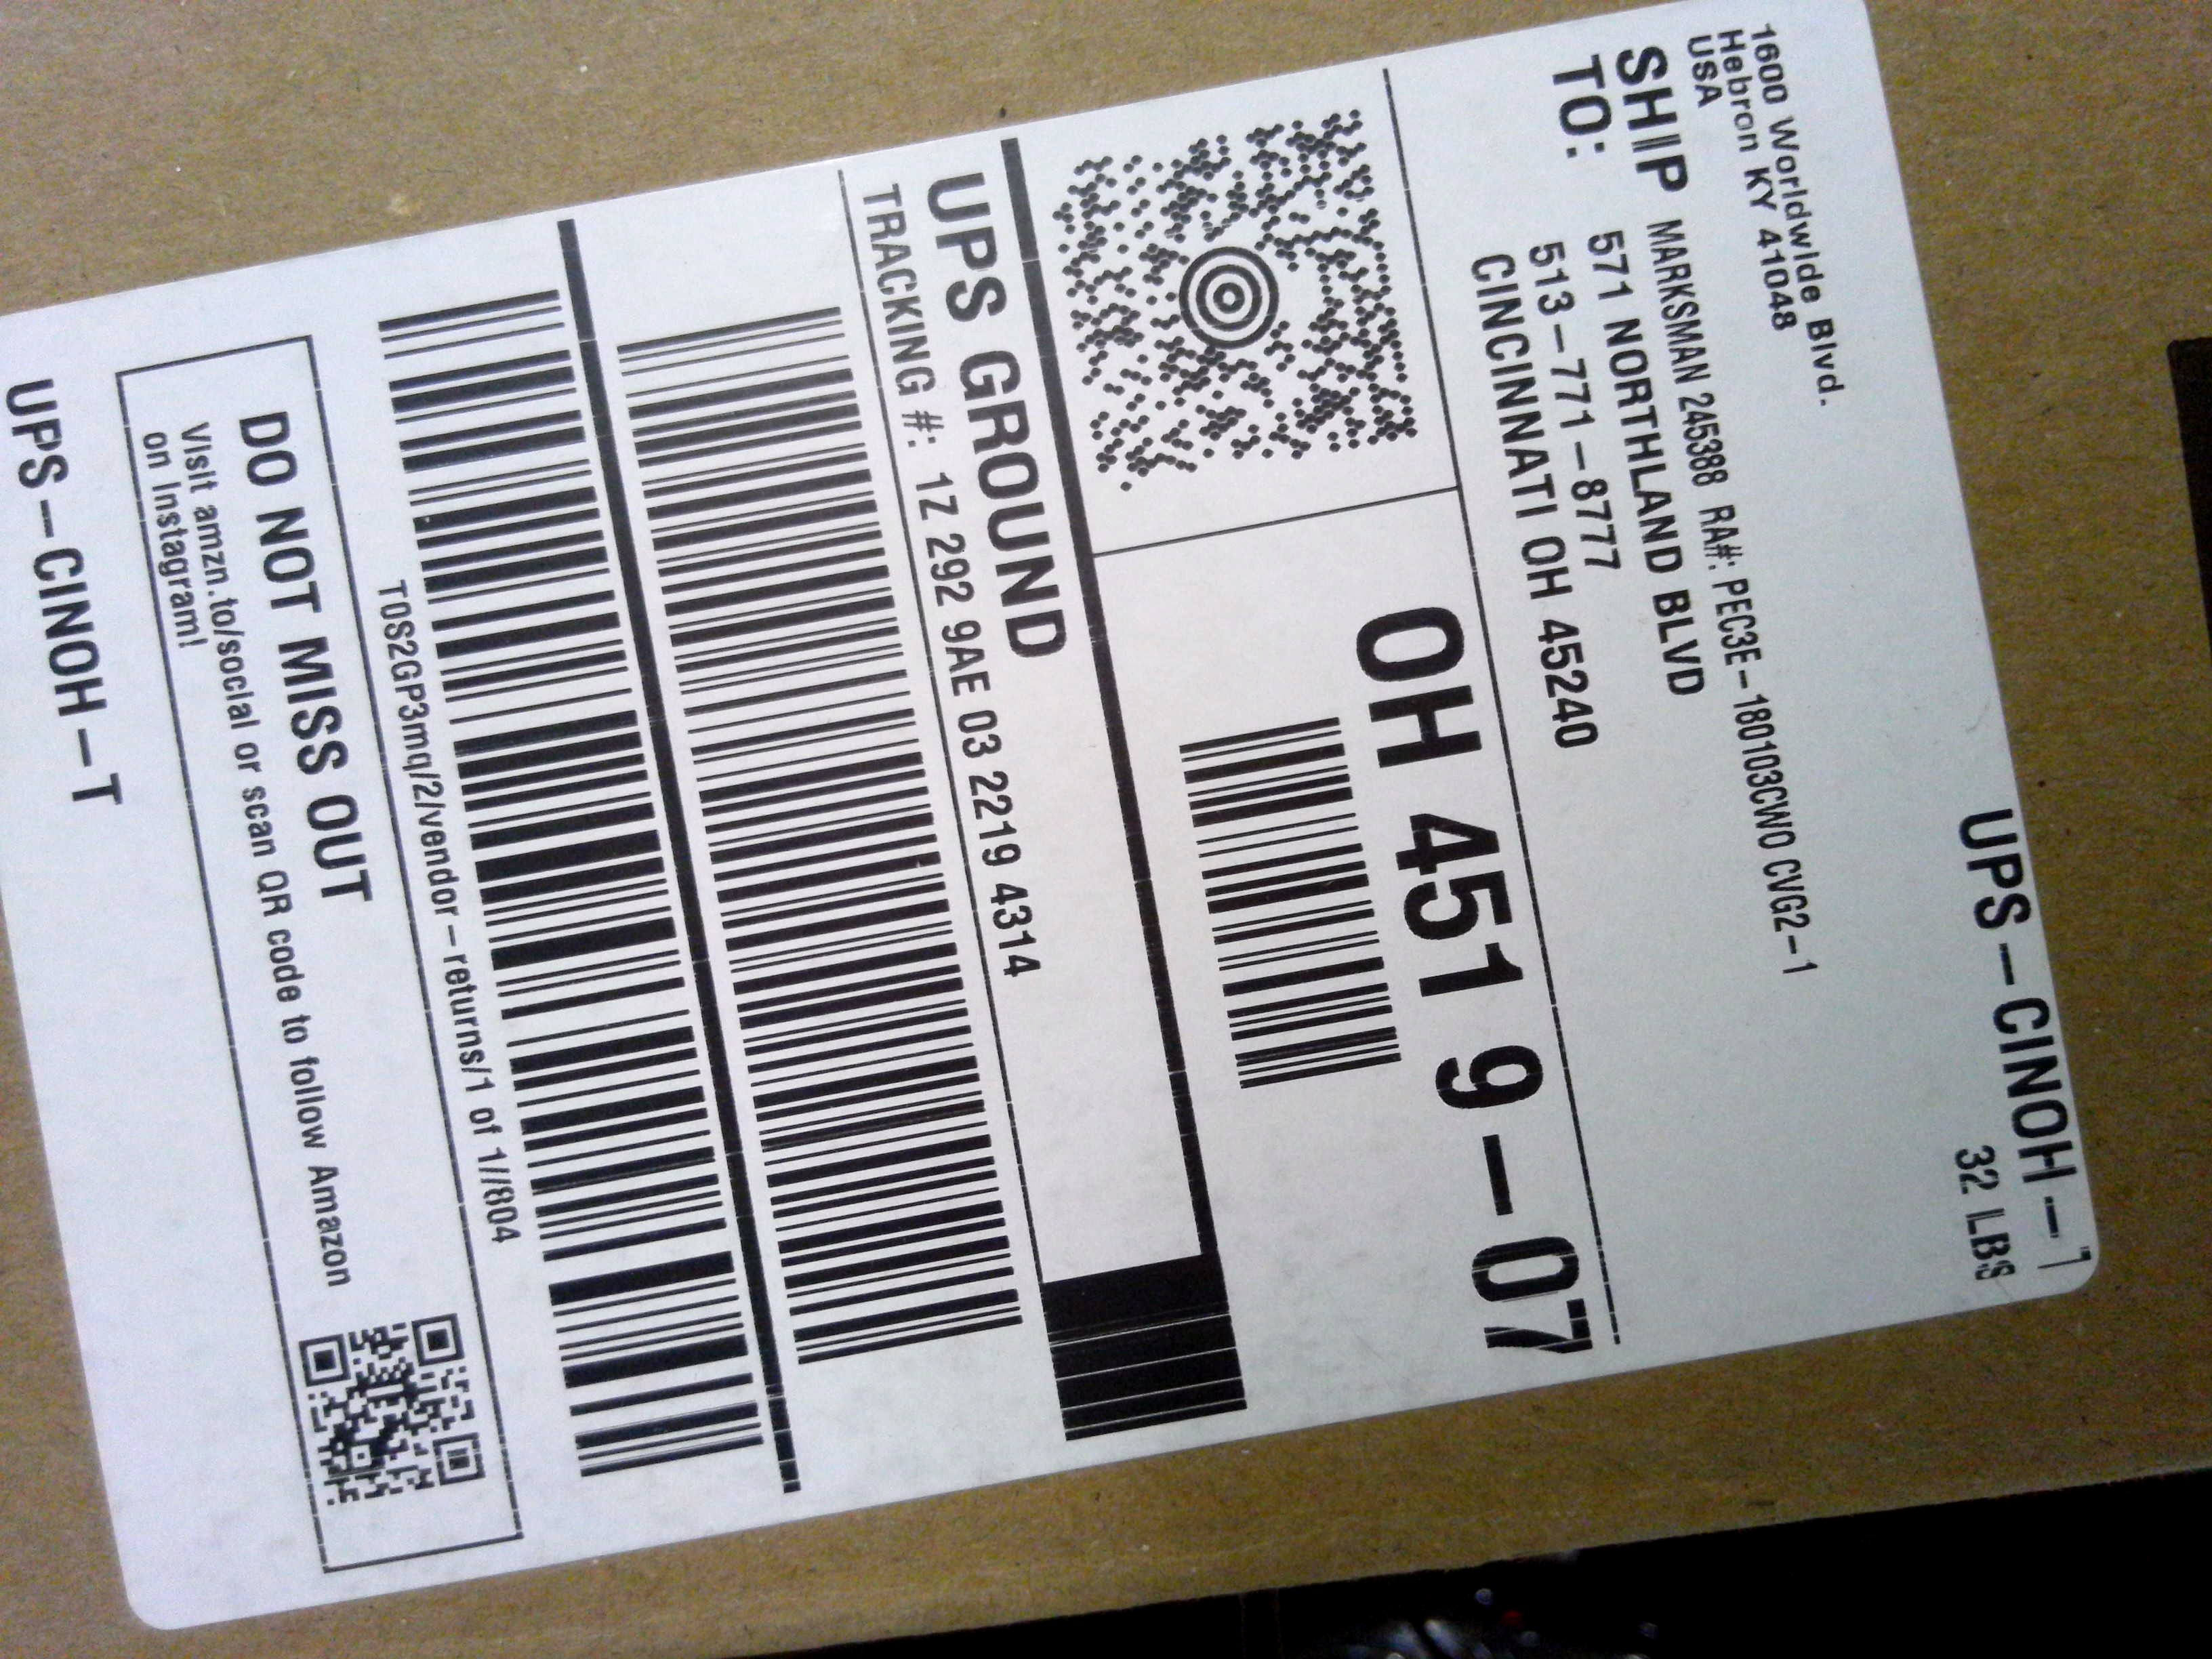 UPS-CINOH-T
32 LBS
1600 Worldwide Blvd.
Hebron KY 41048
USA
SHIP TO:
MARKSMAN 245388 RA#: PEC3E-180103CWO CVG2-1
571 NORTHLAND BLVD
513-771-8777
CINCINNATI OH 45240
OH 451 9-07
UPS GROUND
TRACKING #: 1Z 292 9AE 03 2219 4314
T0S2GP3mq/2/vendor-returns/1 of 1//804
DO NOT MISS OUT
Visit amzn.to/social or scan QR code to follow Amazon
on Instagram!
UPS-CINOH-T